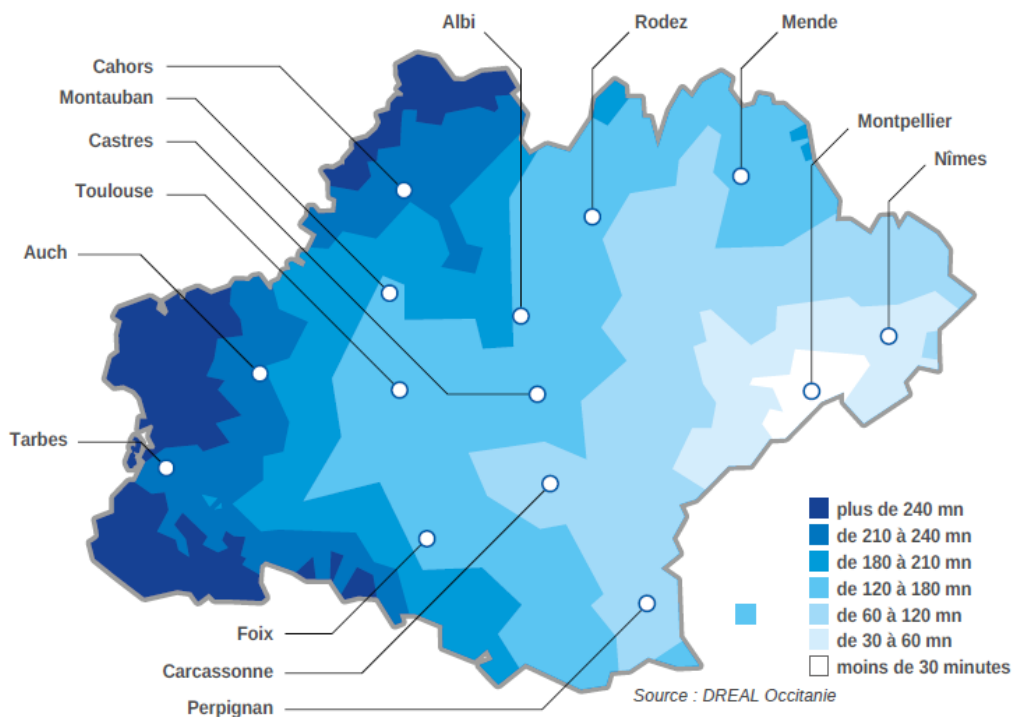 Albi
Rodez
Mende
Cahors
Montauban
Castres
Toulouse
Auch
Tarbes
Montpellier
Nîmes
Foix
Carcassonne
Perpignan
plus de 240 mn
de 210 à 240 mn
de 180 à 210 mn
de 120 à 180 mn
de 60 à 120 mn
de 30 à 60 mn
moins de 30 minutes
Source : DREAL Occitanie